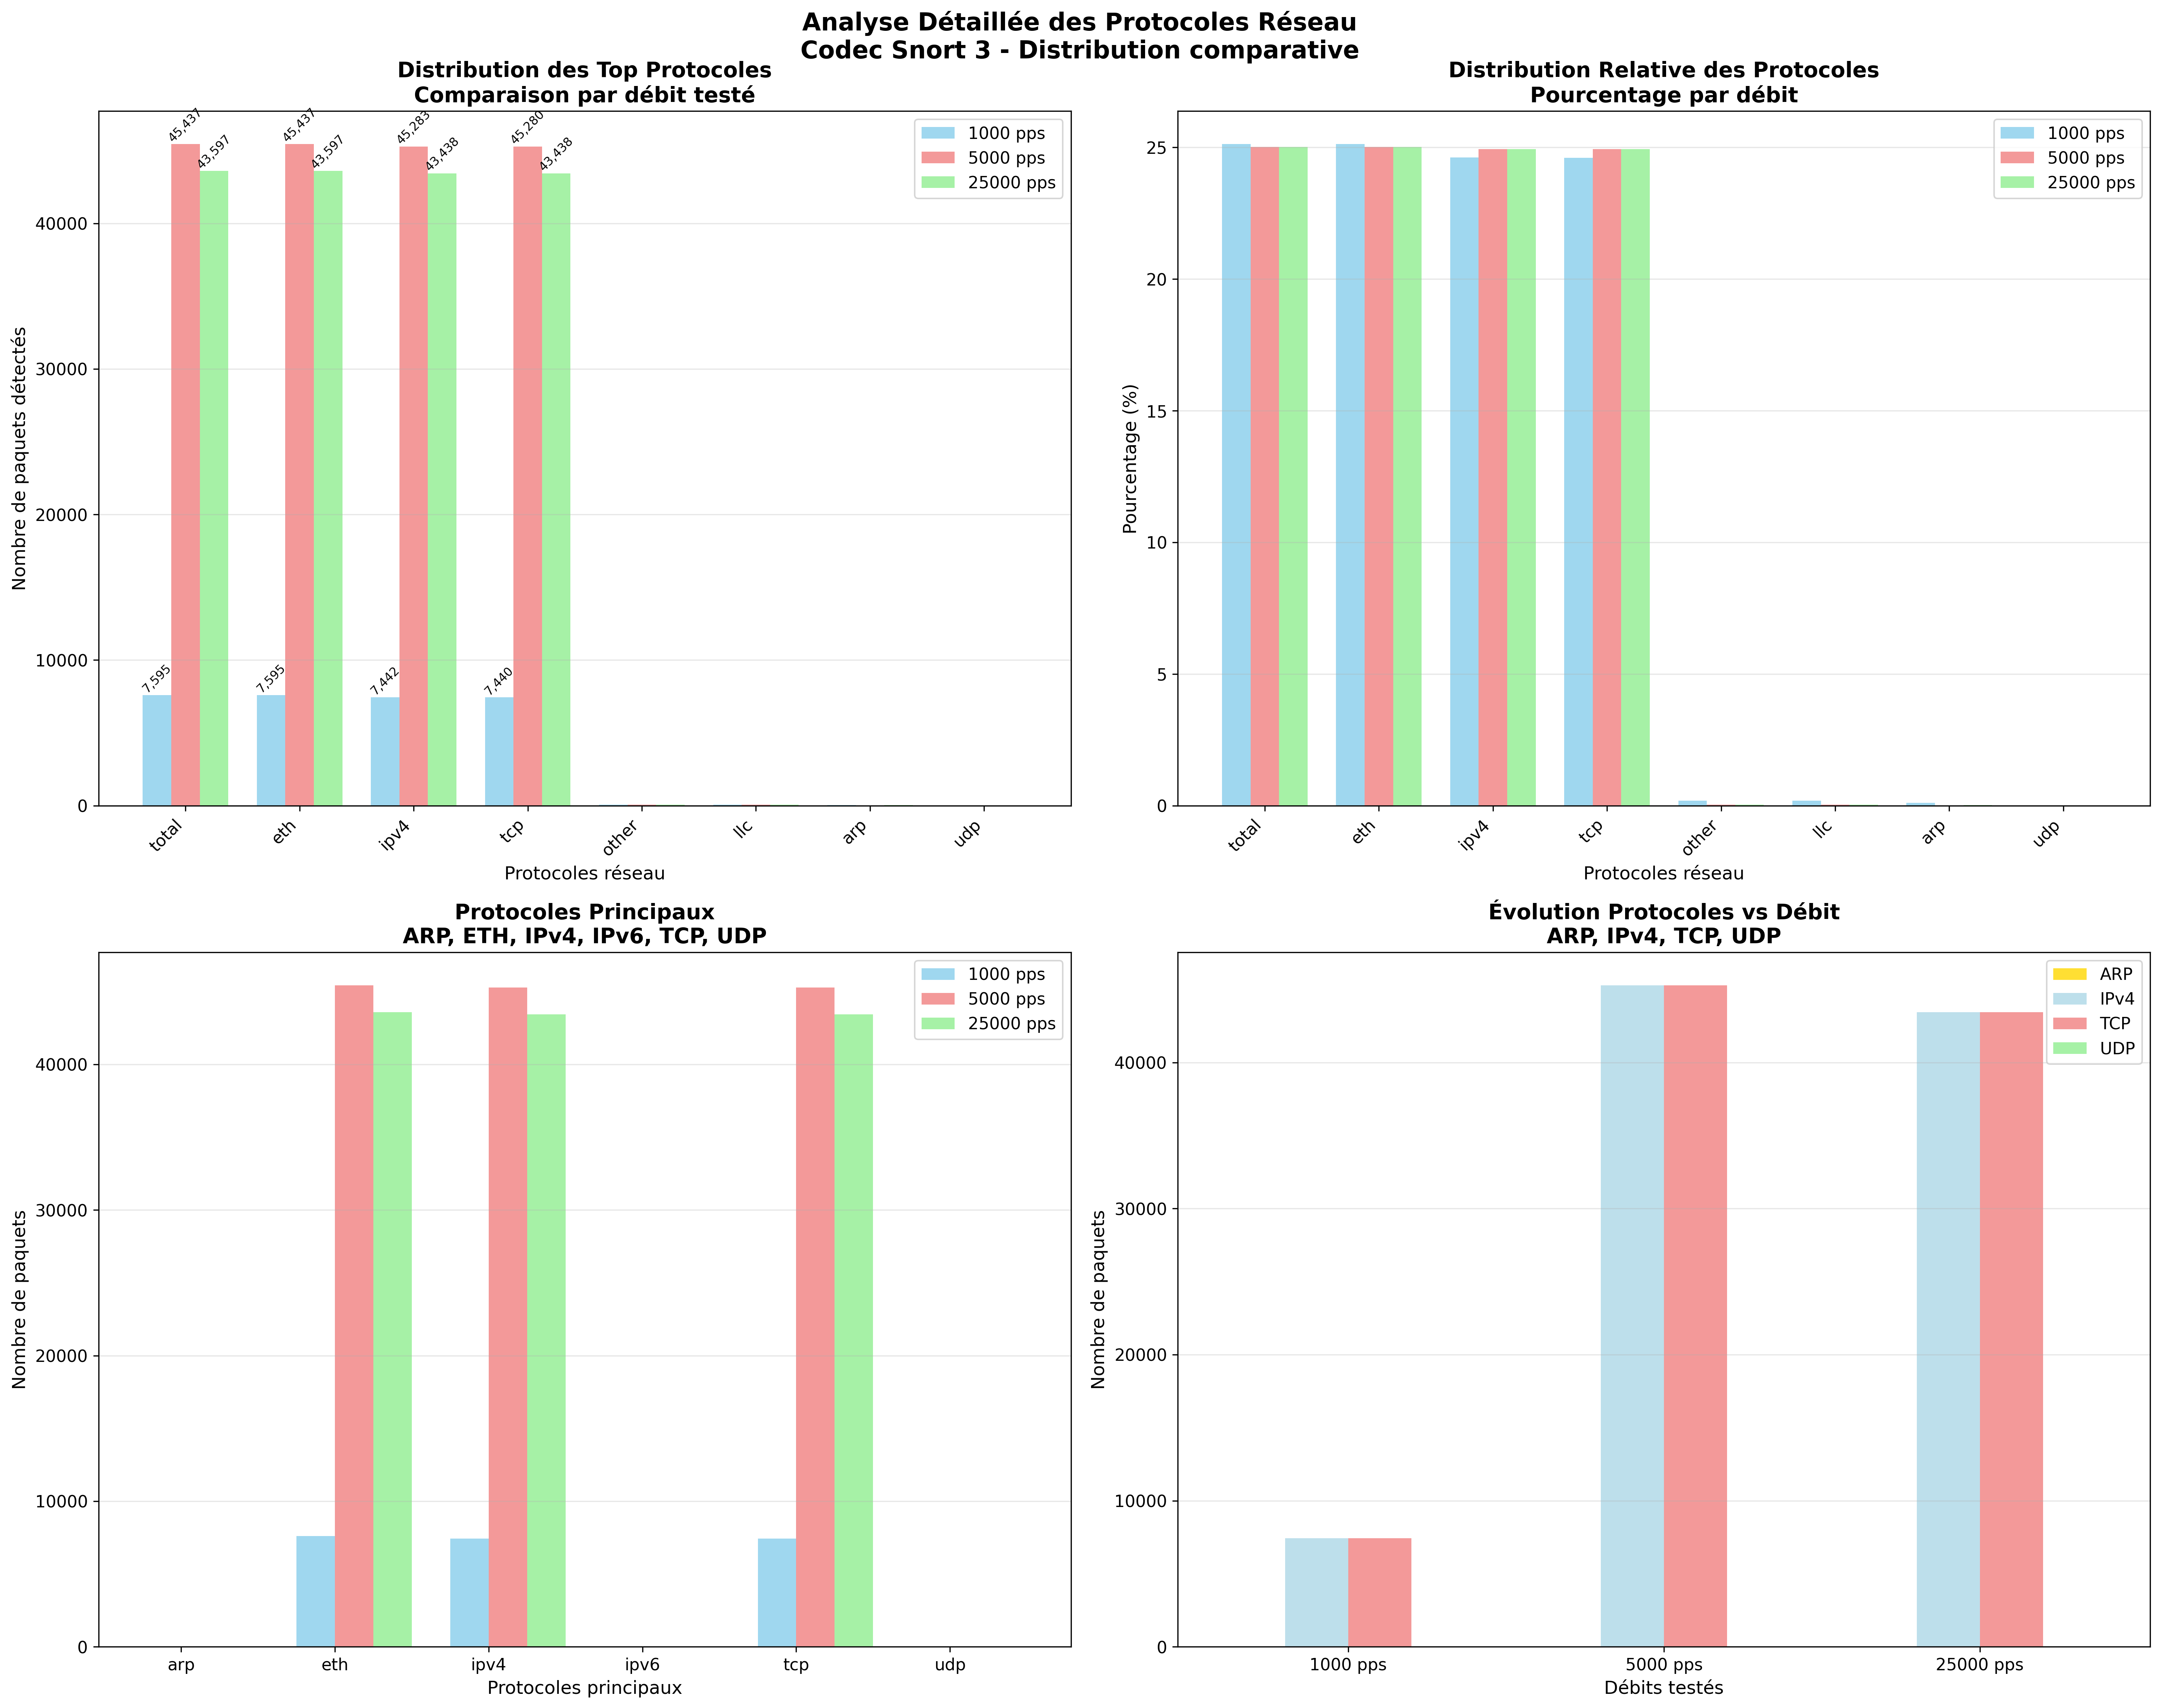 Analyse Détaillée des Protocoles Réseau
Codec Snort 3 - Distribution comparative
Distribution des Top Protocoles
Comparaison par débit testé
Nombre de paquets détectés
40000
30000
20000
10000
0
7,595
45,437
43,597
7,595
45,437
43,597
7,442
45,283
43,438
7,440
45,280
43,438
1000 pps
5000 pps
25000 pps
total
eth
ipv4
tcp
other
llc
arp
udp
Protocoles réseau
Distribution Relative des Protocoles
Pourcentage par débit
Pourcentage (%)
25
20
15
10
5
0
1000 pps
5000 pps
25000 pps
total
eth
ipv4
tcp
other
llc
arp
udp
Protocoles réseau
Protocoles Principaux
ARP, ETH, IPv4, IPv6, TCP, UDP
Nombre de paquets
40000
30000
20000
10000
0
1000 pps
5000 pps
25000 pps
arp
eth
ipv4
ipv6
tcp
udp
Protocoles principaux
Évolution Protocoles vs Débit
ARP, IPv4, TCP, UDP
Nombre de paquets
40000
30000
20000
10000
0
ARP
IPv4
TCP
UDP
1000 pps
5000 pps
25000 pps
Débits testés